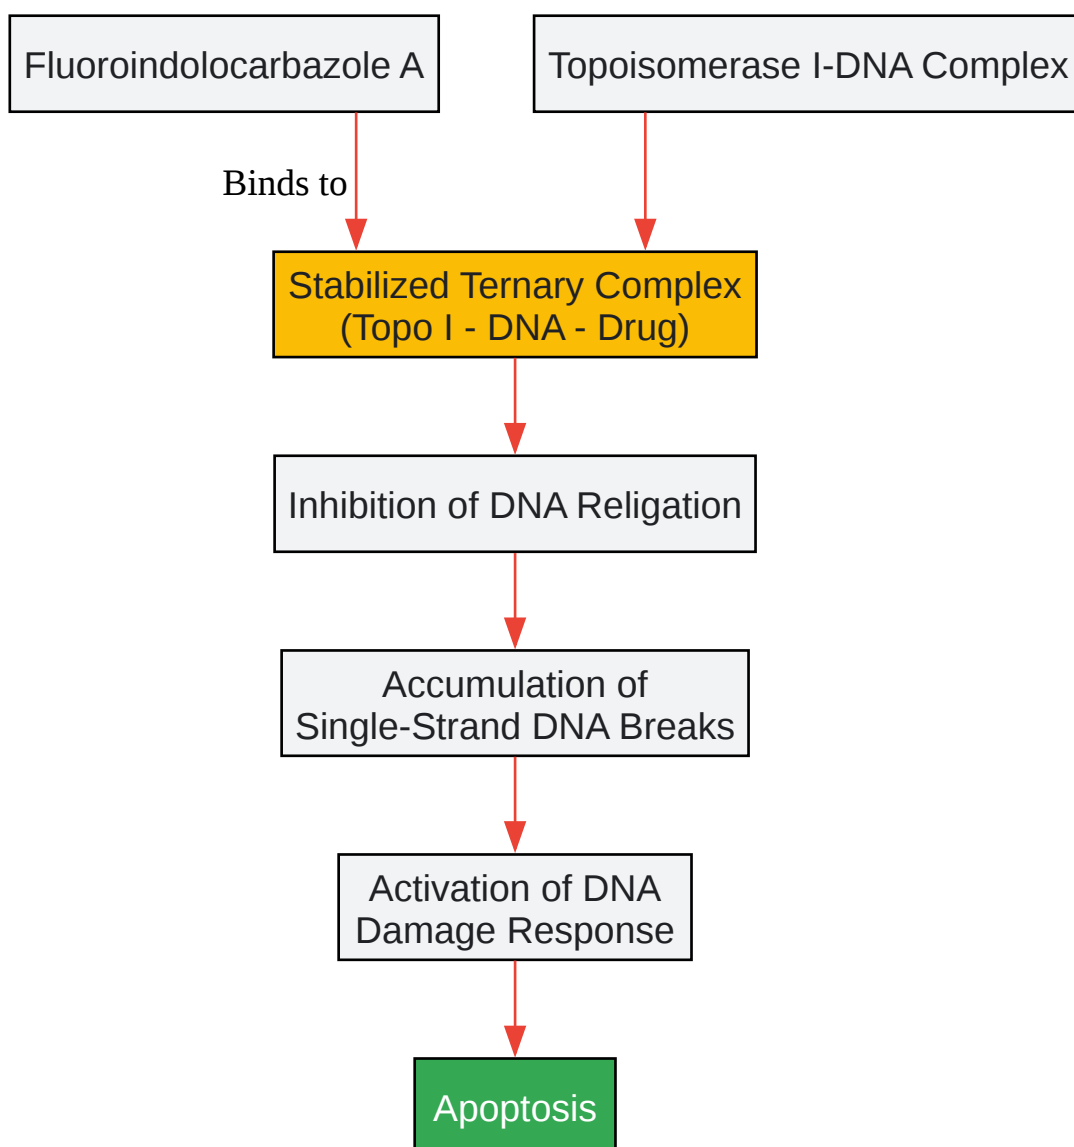 Fluoroindolocarbazole A
Topoisomerase I-DNA Complex
Binds to
Stabilized Ternary Complex
(Topo I - DNA - Drug)
Inhibition of DNA Religation
Accumulation of
Single-Strand DNA Breaks
Activation of DNA
Damage Response
Apoptosis